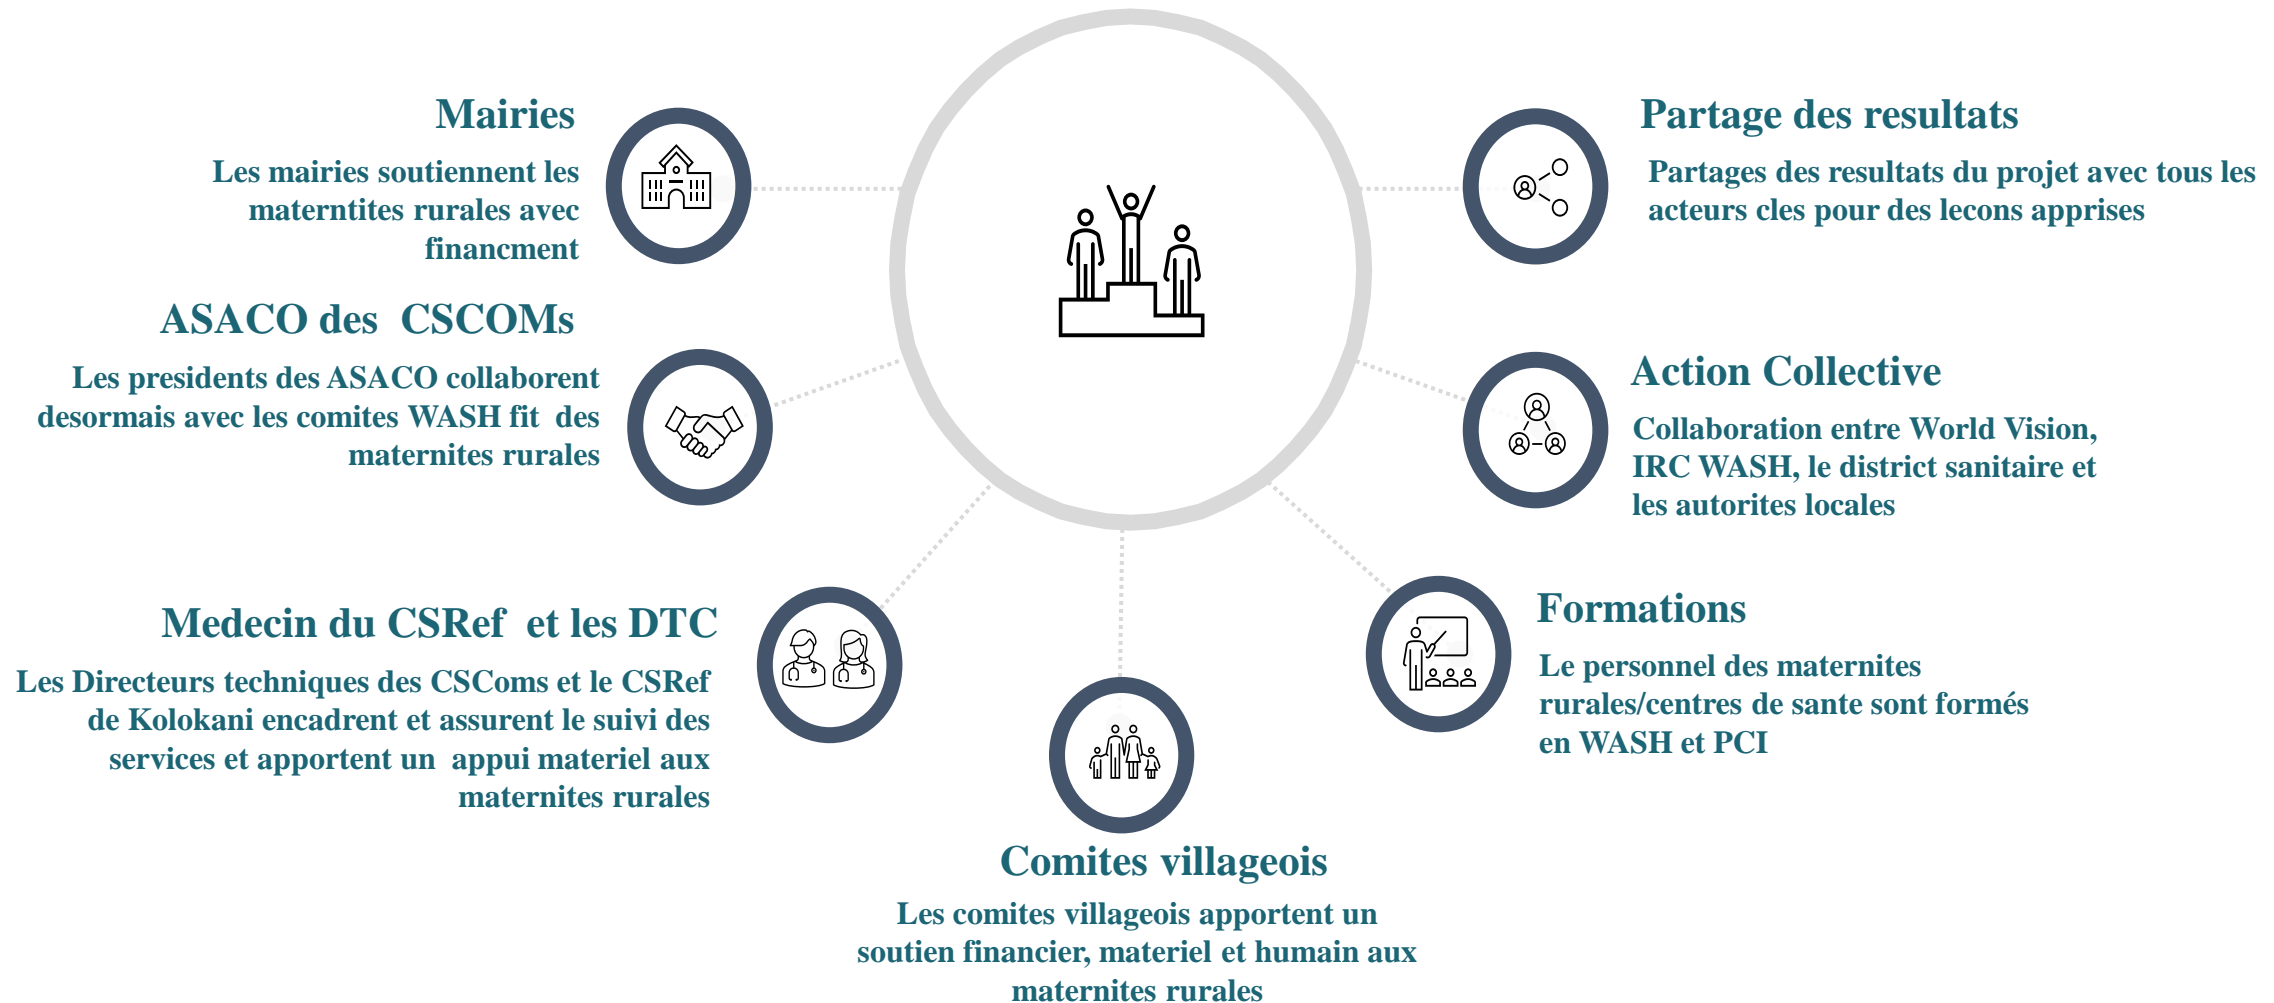 Mairies
Les mairies soutiennent les
materntites rurales avec
financment
ASACO des  CSCOMs
Les presidents des ASACO collaborent
desormais avec les comites WASH fit  des
maternites rurales
Medecin du CSRef  et les DTC
Les Directeurs techniques des CSComs et le CSRef
de Kolokani encadrent et assurent le suivi des
services et apportent un  appui materiel aux
maternites rurales
Comites villageois
Les comites villageois apportent un
soutien financier, materiel et humain aux
maternites rurales
Partage des resultats
Partages des resultats du projet avec tous les
acteurs cles pour des lecons apprises
Action Collective
Collaboration entre World Vision,
IRC WASH, le district sanitaire et
les autorites locales
Formations
Le personnel des maternites
rurales/centres de sante sont formés
en WASH et PCI